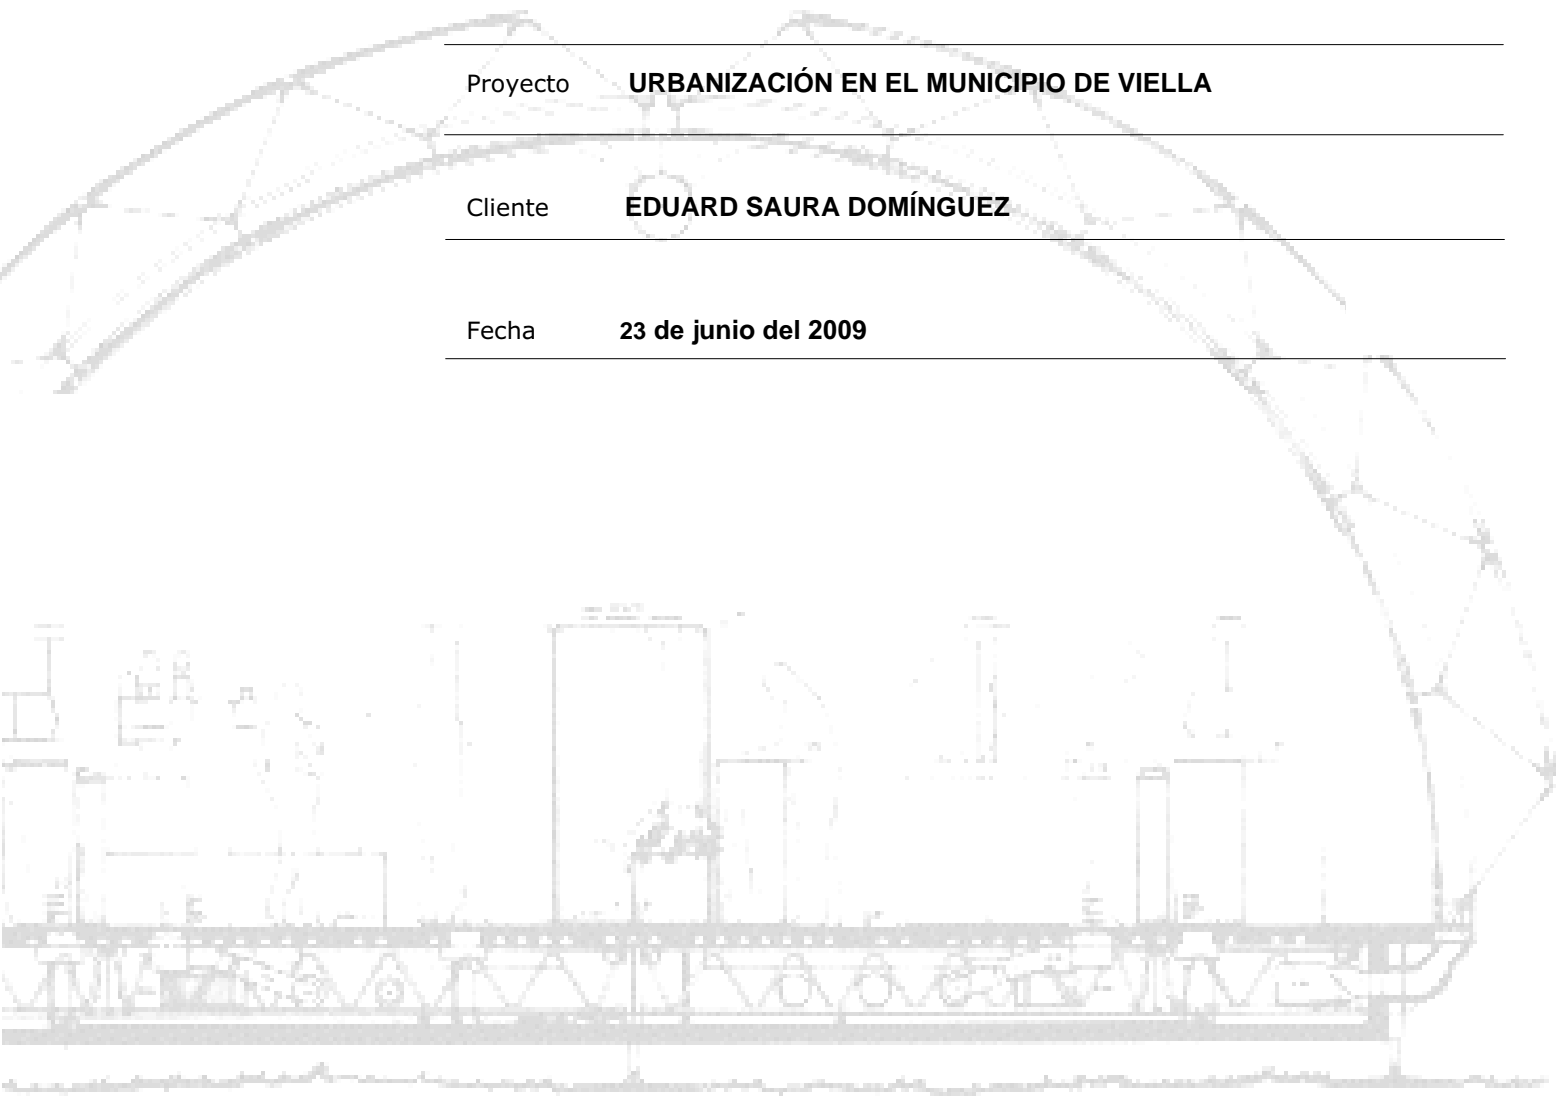 Proyecto URBANIZACIÓN EN EL MUNICIPIO DE VIELLA
Cliente EDUARD SAURA DOMÍNGUEZ
Fecha 23 de junio del 2009